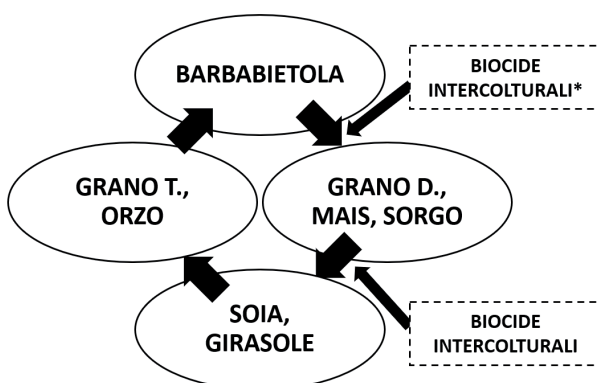 BARBABIETOLA
BIOCIDE
INTERCOLTURALI*
GRANO T.,
ORZO
GRANO D.,
MAIS, SORGO
SOIA,
GIRASOLE
BIOCIDE
INTERCOLTURALI